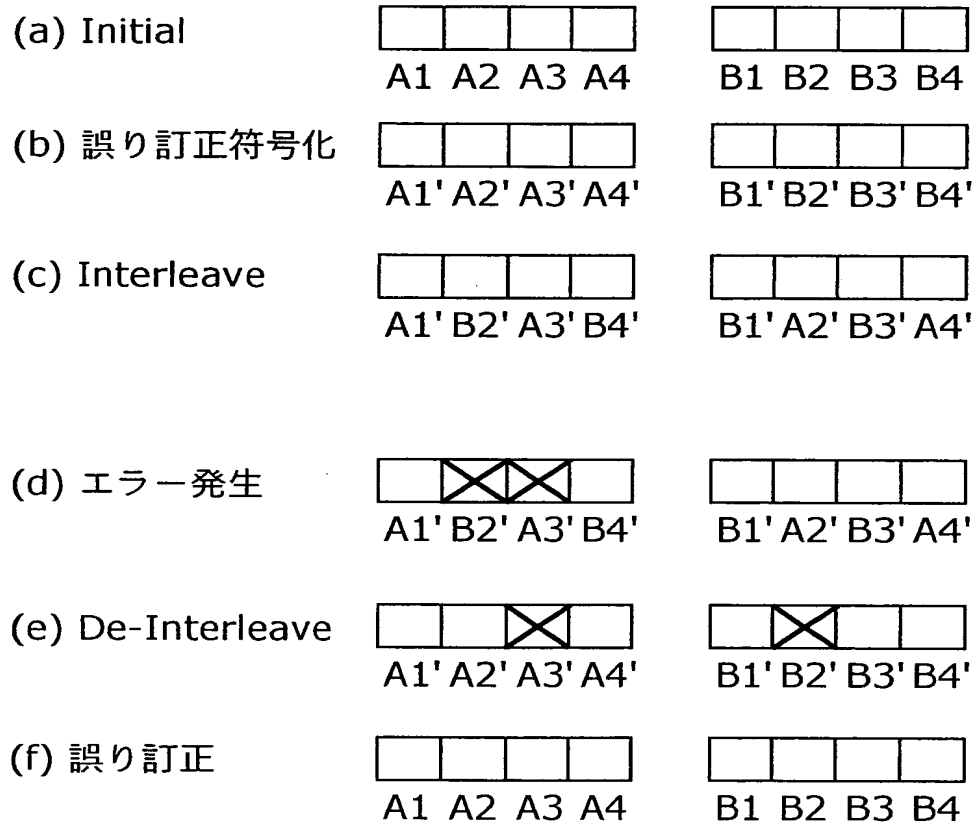 (a) Initial
A1 A2 A3 A4 B1 B2 B3 B4
(b) 誤り訂正符号化
A1' A2' A3' A4' B1' B2' B3' B4'
(c) Interleave
A1' B2' A3' B4' B1' A2' B3' A4'
(d) エラー発生
A1' B2' A3' B4' B1' A2' B3' A4'
(e) De-Interleave
A1' A2' A3' A4' B1' B2' B3' B4'
(f) 誤り訂正
A1 A2 A3 A4 B1 B2 B3 B4